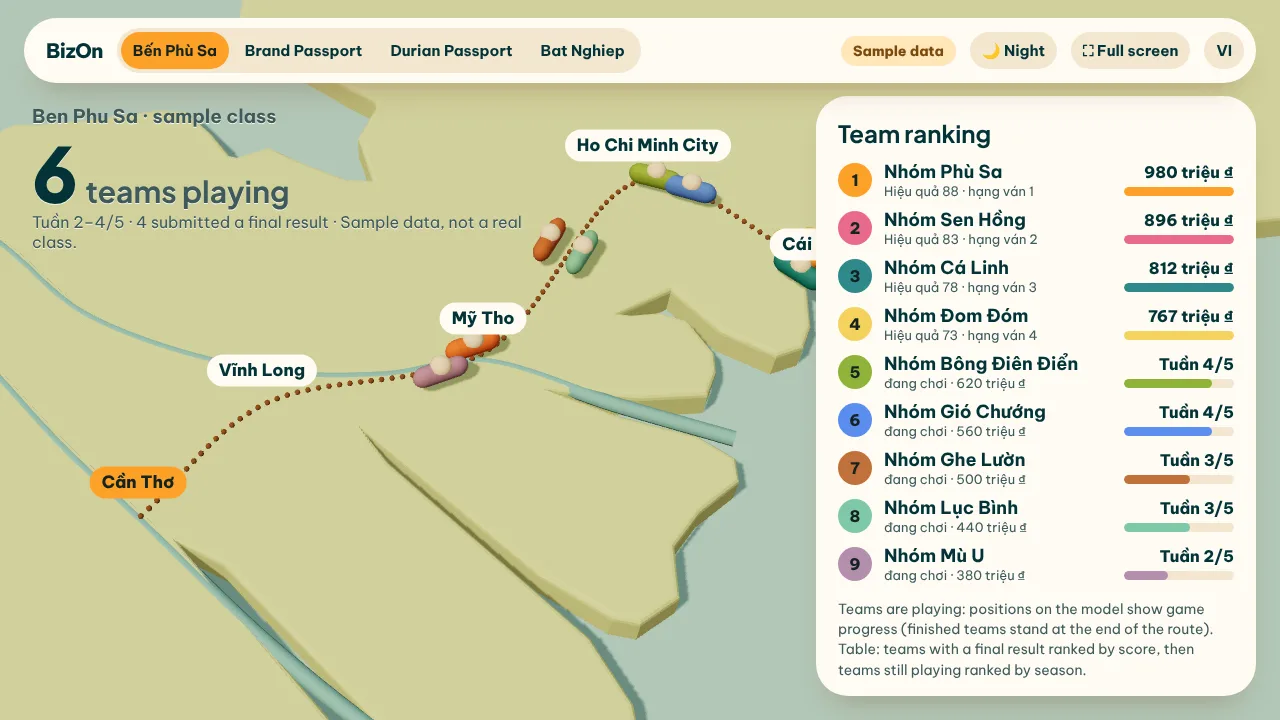 BizOn
Bến Phù Sa
Brand Passport
Durian Passport
Bat Nghiep
Sample data
🌙 Night
⛶ Full screen
VI
Ben Phu Sa · sample class
6 teams playing
Tuần 2–4/5 · 4 submitted a final result · Sample data, not a real
class.
Ho Chi Minh City
Cái
Mỹ Tho
Vĩnh Long
Cần Thơ
Team ranking
1
Nhóm Phù Sa
980 triệu ₫
Hiệu quả 88 · hạng ván 1
2
Nhóm Sen Hồng
896 triệu ₫
Hiệu quả 83 · hạng ván 2
3
Nhóm Cá Linh
812 triệu ₫
Hiệu quả 78 · hạng ván 3
4
Nhóm Đom Đóm
767 triệu ₫
Hiệu quả 73 · hạng ván 4
5
Nhóm Bông Điên Điển
Tuần 4/5
đang chơi · 620 triệu ₫
6
Nhóm Gió Chướng
Tuần 4/5
đang chơi · 560 triệu ₫
7
Nhóm Ghe Lườn
Tuần 3/5
đang chơi · 500 triệu ₫
8
Nhóm Lục Bình
Tuần 3/5
đang chơi · 440 triệu ₫
9
Nhóm Mù U
Tuần 2/5
đang chơi · 380 triệu ₫
Teams are playing: positions on the model show game
progress (finished teams stand at the end of the route).
Table: teams with a final result ranked by score, then
teams still playing ranked by season.